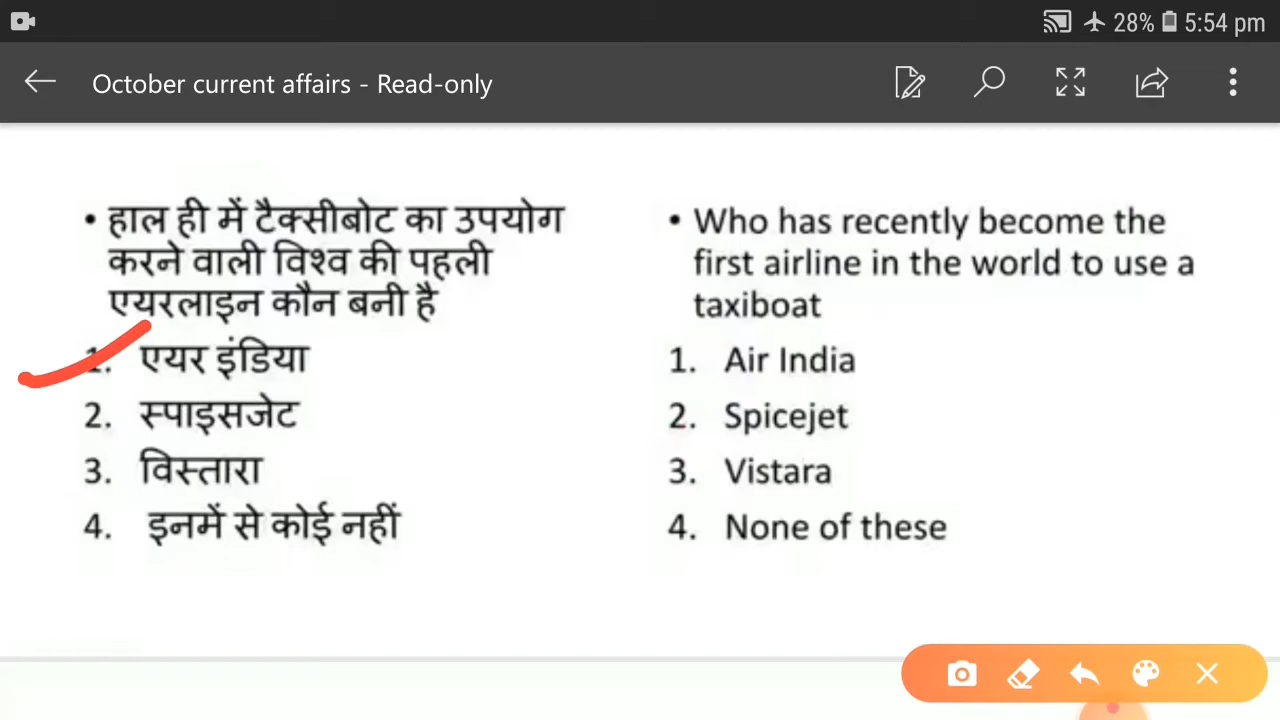 28% 5:54 pm
October current affairs - Read-only
• हाल ही में टैक्सीबोट का उपयोग
करने वाली विश्व की पहली
एयरलाइन कौन बनी है
1. एयर इंडिया
2. स्पाइसजेट
3. विस्तारा
4. इनमें से कोई नहीं
• Who has recently become the
first airline in the world to use a
taxiboat
1. Air India
2. Spicejet
3. Vistara
4. None of these